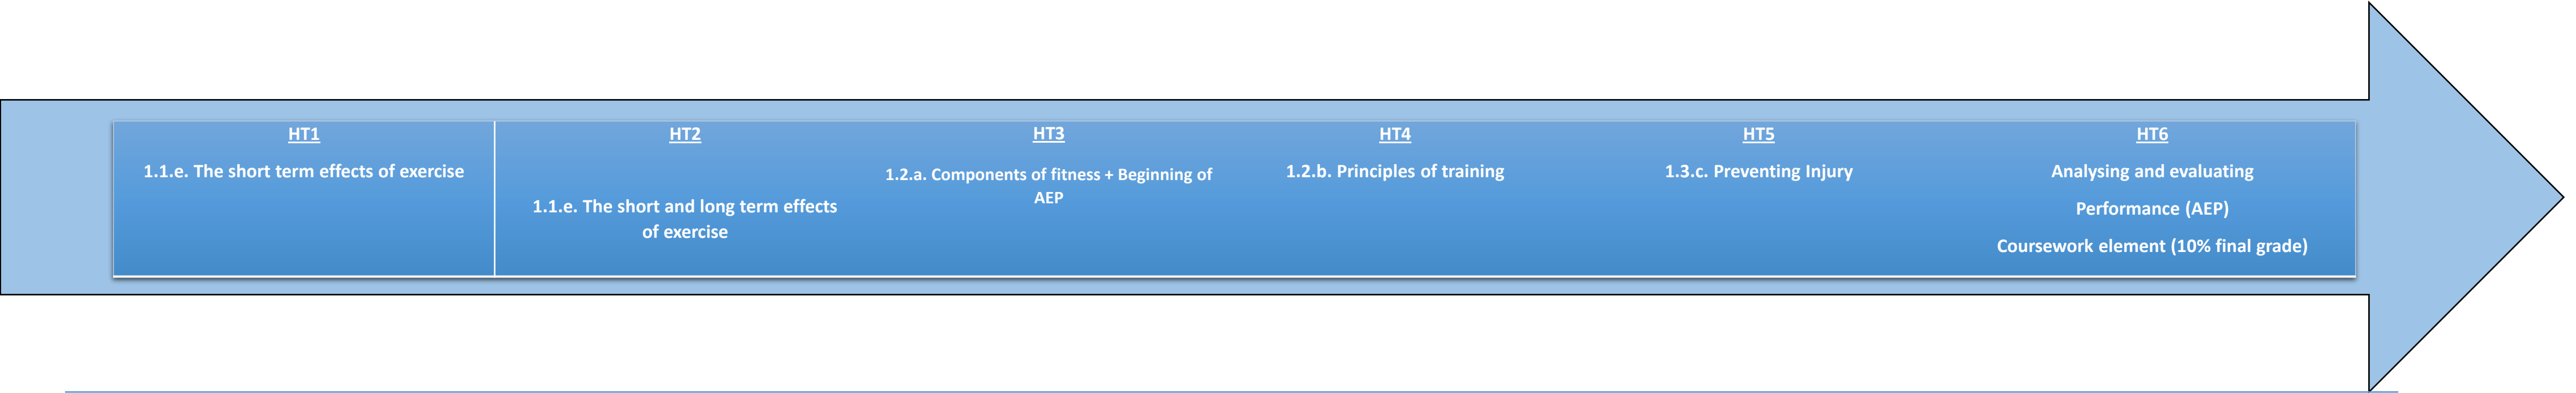 HT1
1.1.e. The short term effects of exercise
HT2
1.1.e. The short and long term effects
of exercise
HT3
1.2.a. Components of fitness + Beginning of
AEP
HT4
1.2.b. Principles of training
HT5
1.3.c. Preventing Injury
HT6
Analysing and evaluating
Performance (AEP)
Coursework element (10% final grade)